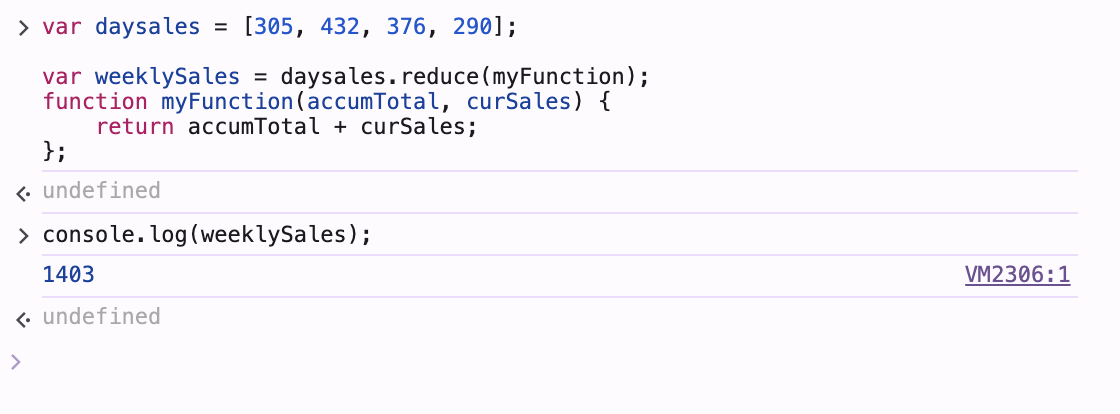 > var daysales = [305, 432, 376, 290];
var weeklySales = daysales.reduce(myFunction);
function myFunction(accumTotal, curSales) {
    return accumTotal + curSales;
};
undefined
> console.log(weeklySales);
1403 VM2306:1
undefined
>